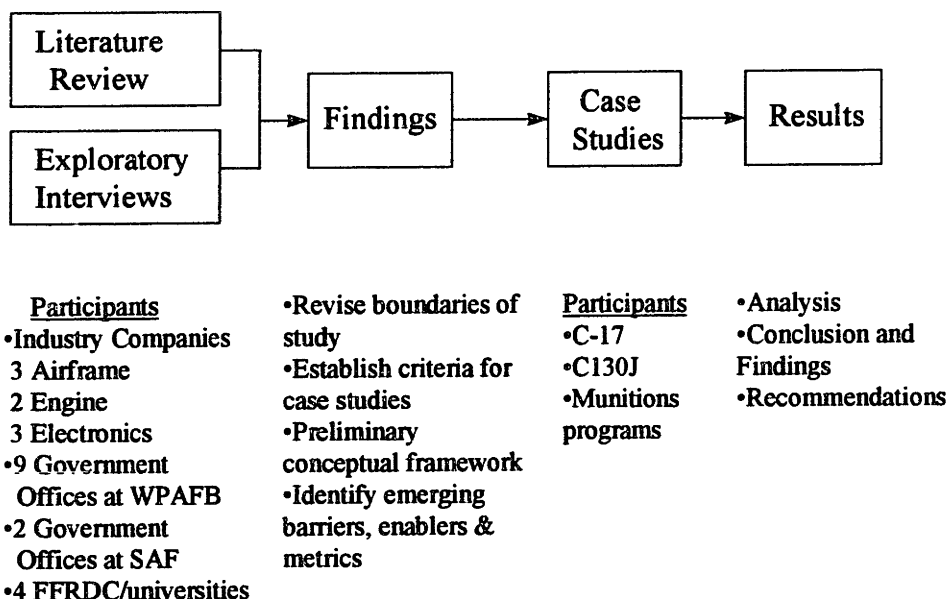 Literature
Review
Exploratory
Interviews
Findings
Case
Studies
Results
Participants
•Industry Companies
3 Airframe
2 Engine
3 Electronics
•9 Government
Offices at WPAFB
•2 Government
Offices at SAF
•4 FFRDC/universities
•Revise boundaries of
study
•Establish criteria for
case studies
•Preliminary
conceptual framework
•Identify emerging
barriers, enablers &
metrics
Participants
•C-17
•C130J
•Munitions
programs
•Analysis
•Conclusion and
Findings
•Recommendations